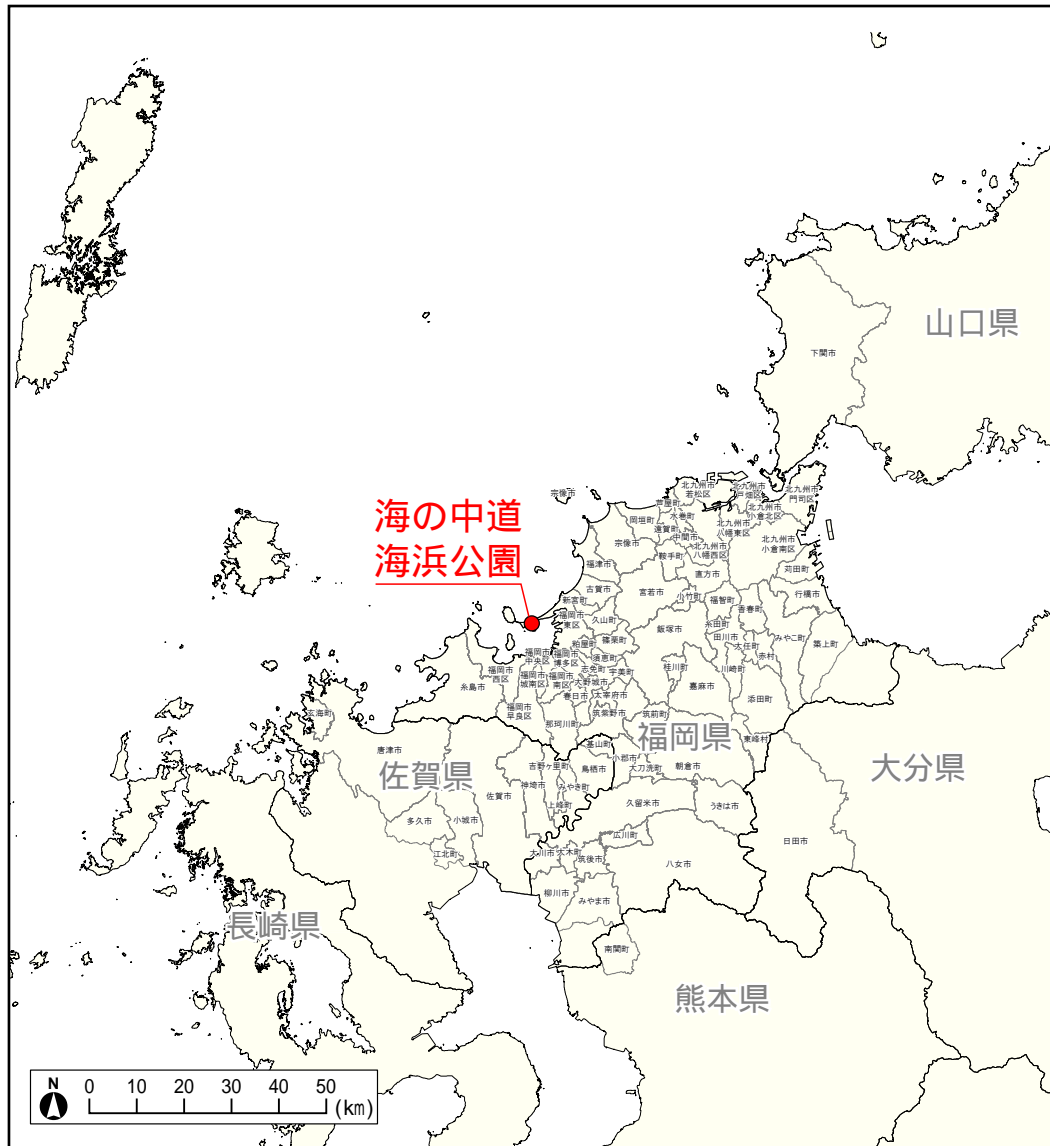 山口県
下関市
海の中道
海浜公園
宗像市
芦屋町
北九州市
若松区
北九州市
戸畑区
北九州市
門司区
岡垣町
水巻町
遠賀町
中間市
北九州市
八幡東区
北九州市
小倉北区
宗像市
鞍手町
北九州市
八幡西区
北九州市
小倉南区
福津市
直方市
苅田町
古賀市
宮若市
小竹町
福智町
行橋市
新宮町
香春町
福岡市
東区
久山町
飯塚市
糸田町
田川市
大任町
みやこ町
築上町
粕屋町
篠栗町
赤村
福岡市
中央区
福岡市
博多区
須恵町
志免町
宇美町
桂川町
川崎町
福岡市
西区
福岡市
城南区
福岡市
南区
大野城市
糸島市
春日市
太宰府市
嘉麻市
添田町
福岡市
早良区
那珂川町
筑紫野市
筑前町
玄海町
福岡県
東峰村
唐津市
基山町
小郡市
佐賀県
吉野ヶ里町
鳥栖市
大刀洗町
朝倉市
大分県
佐賀市
神埼市
みやき町
上峰町
久留米市
うきは市
多久市
小城市
広川町
日田市
江北町
大川市
大木町
筑後市
八女市
柳川市
みやま市
長崎県
南関町
熊本県
N
0 10 20 30 40 50
(km)